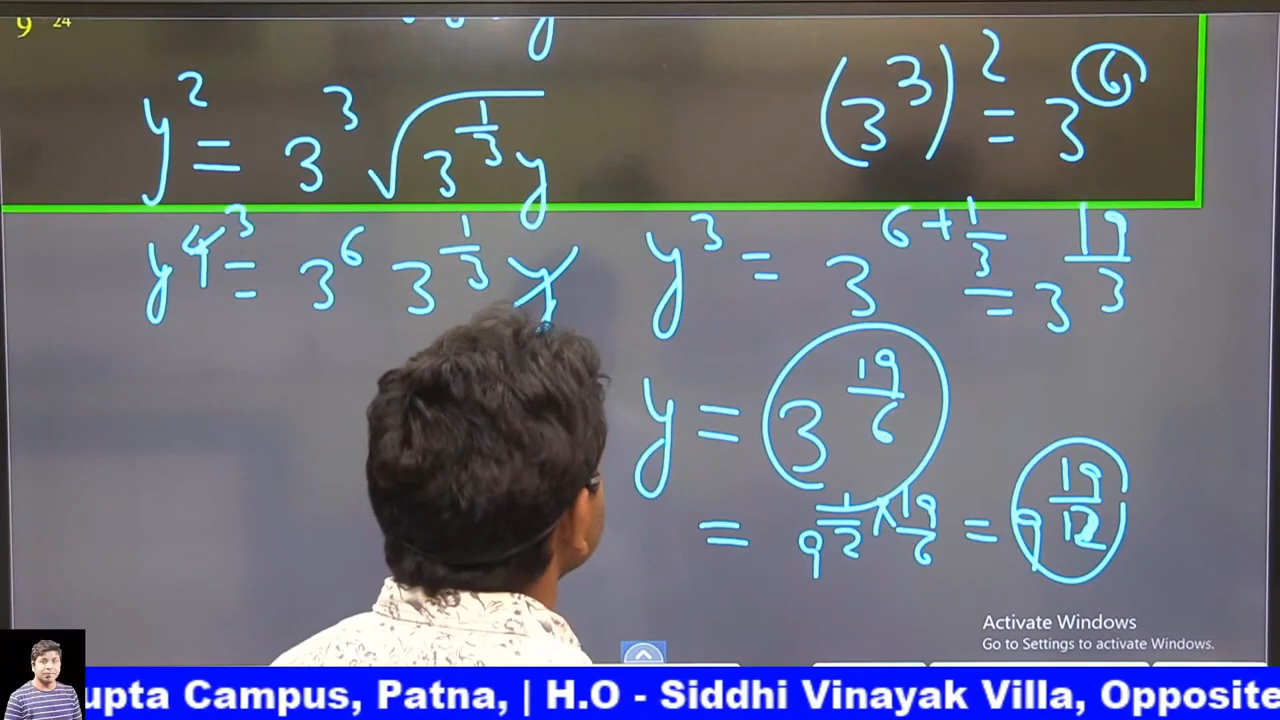 9 24
y
y² = 3³ √(3^(1/3) y)
(3³)² = 3⁶
y⁴ ³ = 3⁶ 3^(1/3) y
y³ = 3^(6+1/3) = 3^(19/3)
y = 3^(19/6)
= 9^(1/2 × 19/6) = 9^(19/12)
Activate Windows
Go to Settings to activate Windows.
upta Campus, Patna, | H.O - Siddhi Vinayak Villa, Opposite